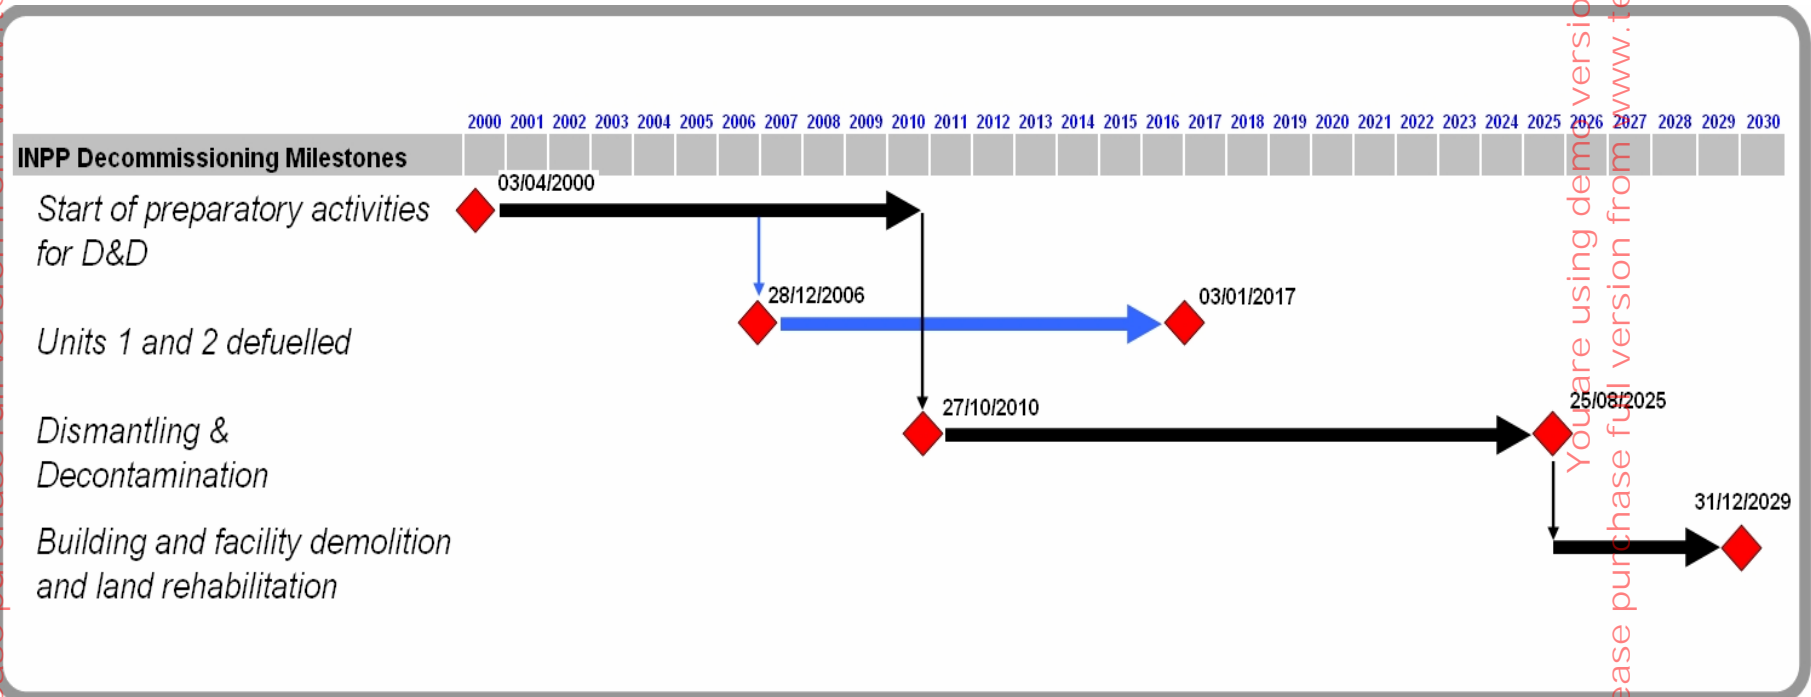 2000 2001 2002 2003 2004 2005 2006 2007 2008 2009 2010 2011 2012 2013 2014 2015 2016 2017 2018 2019 2020 2021 2022 2023 2024 2025 2026 2027 2028 2029 2030
INPP Decommissioning Milestones
03/04/2000
Start of preparatory activities
for D&D
28/12/2006
03/01/2017
Units 1 and 2 defuelled
27/10/2010
25/08/2025
Dismantling &
Decontamination
31/12/2029
Building and facility demolition
and land rehabilitation
You are using demo versio
ease purchase full version from www.te